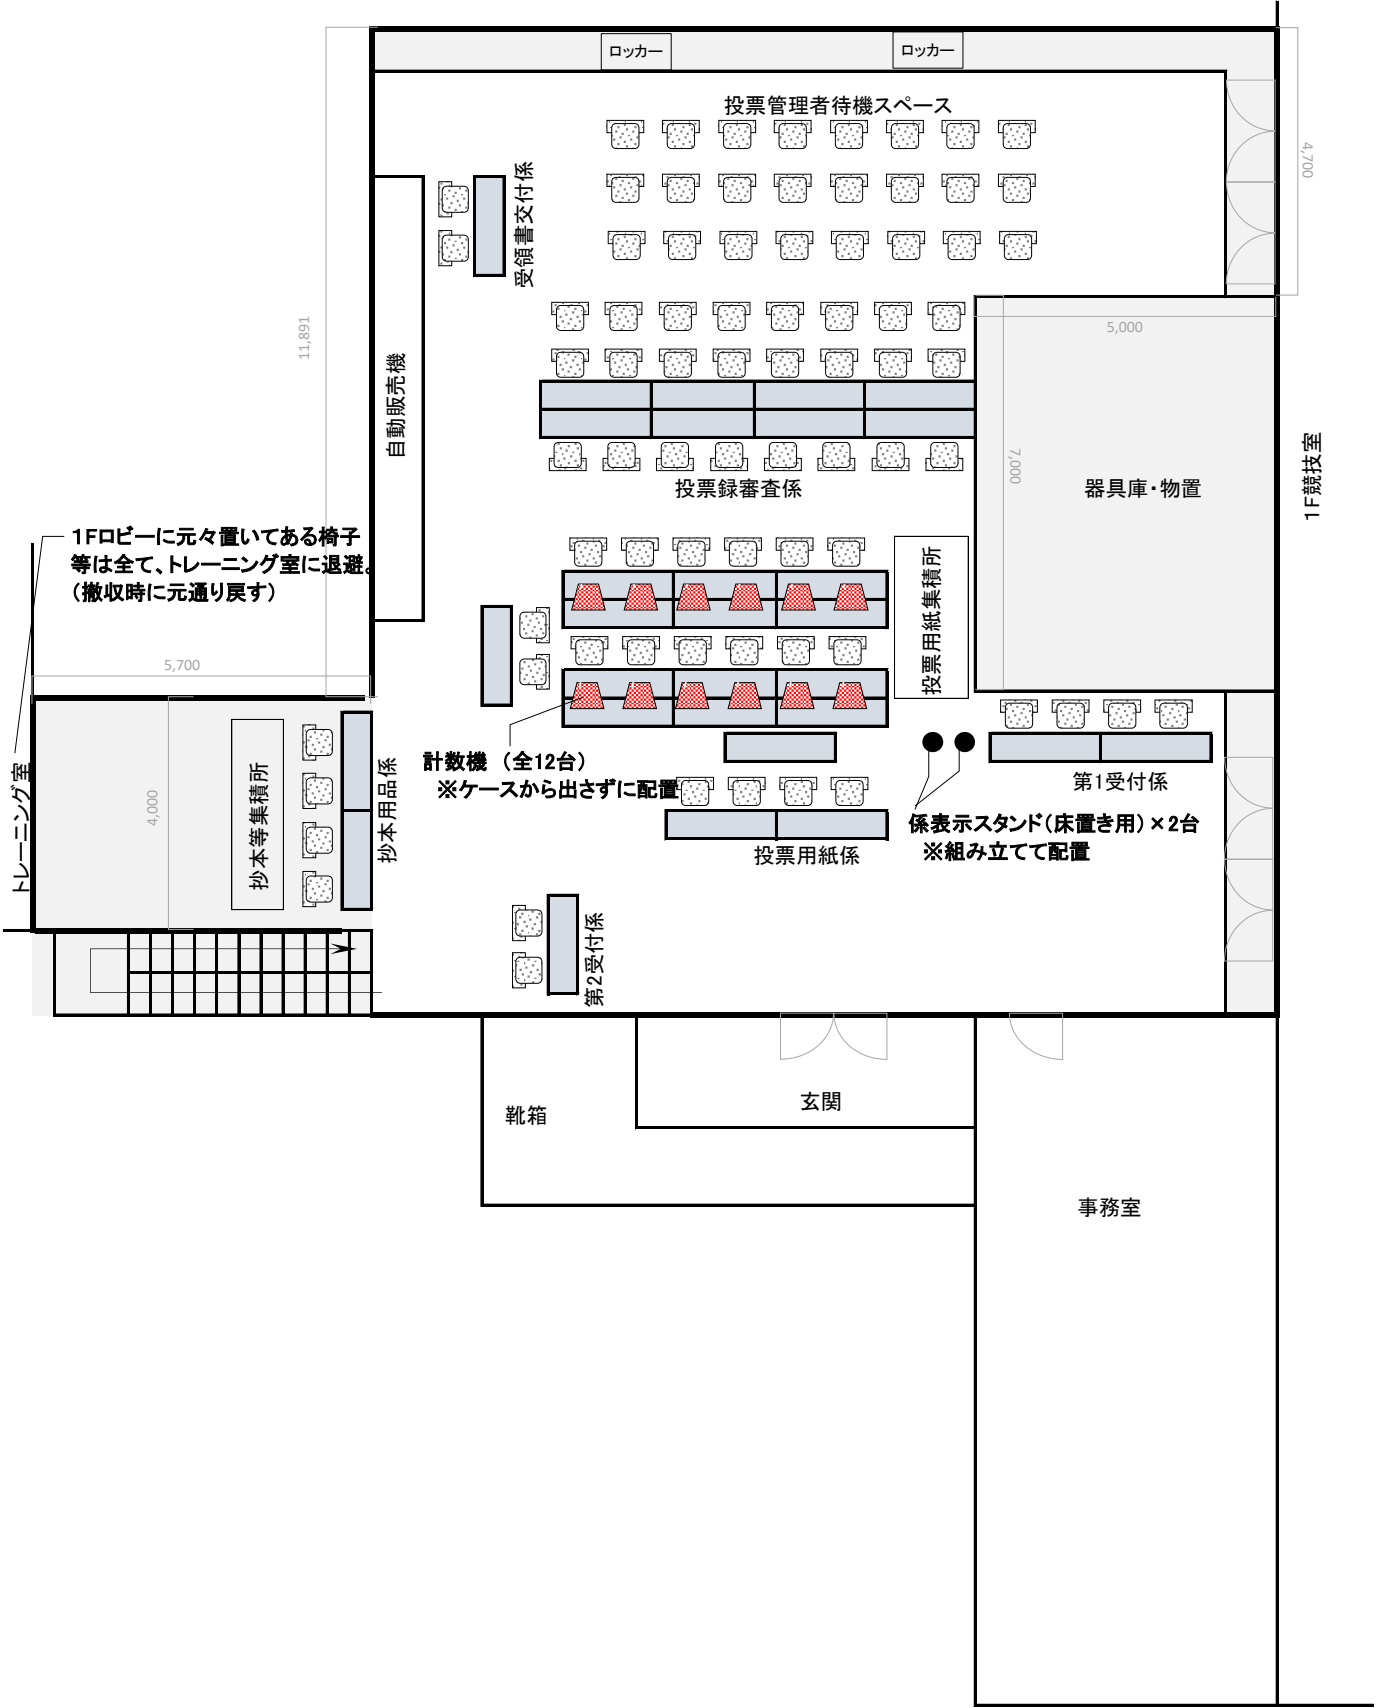 ロッカー
ロッカー
投票管理者待機スペース
4,700
受領書交付係
11,891
5,000
自動販売機
7,000
器具庫・物置
1F競技室
投票録審査係
1Fロビーに元々置いてある椅子
等は全て、トレーニング室に退避。
（撤収時に元通り戻す）
投票用紙集積所
5,700
トレーニング室
4,000
抄本等集積所
抄本用品係
計数機 （全12台）
※ケースから出さずに配置
第1受付係
係表示スタンド（床置き用）×2台
※組み立てて配置
投票用紙係
第2受付係
靴箱
玄関
事務室